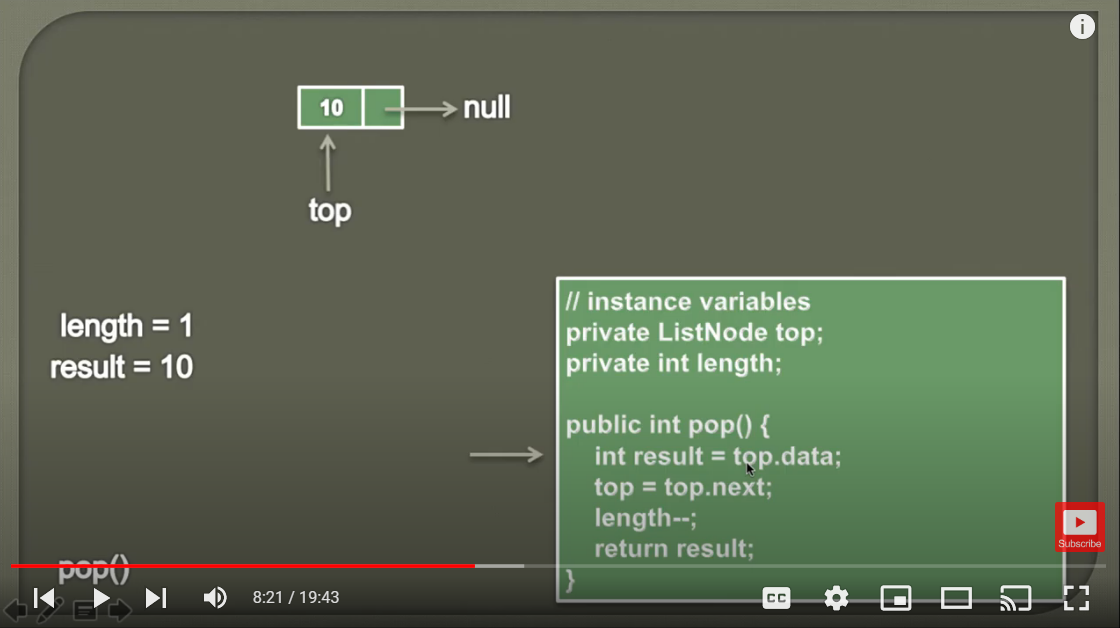 i
10
null
top
length = 1
result = 10
// instance variables
private ListNode top;
private int length;
public int pop() {
int result = top.data;
top = top.next;
length--;
return result;
}
Subscribe
pop()
8:21 / 19:43
CC